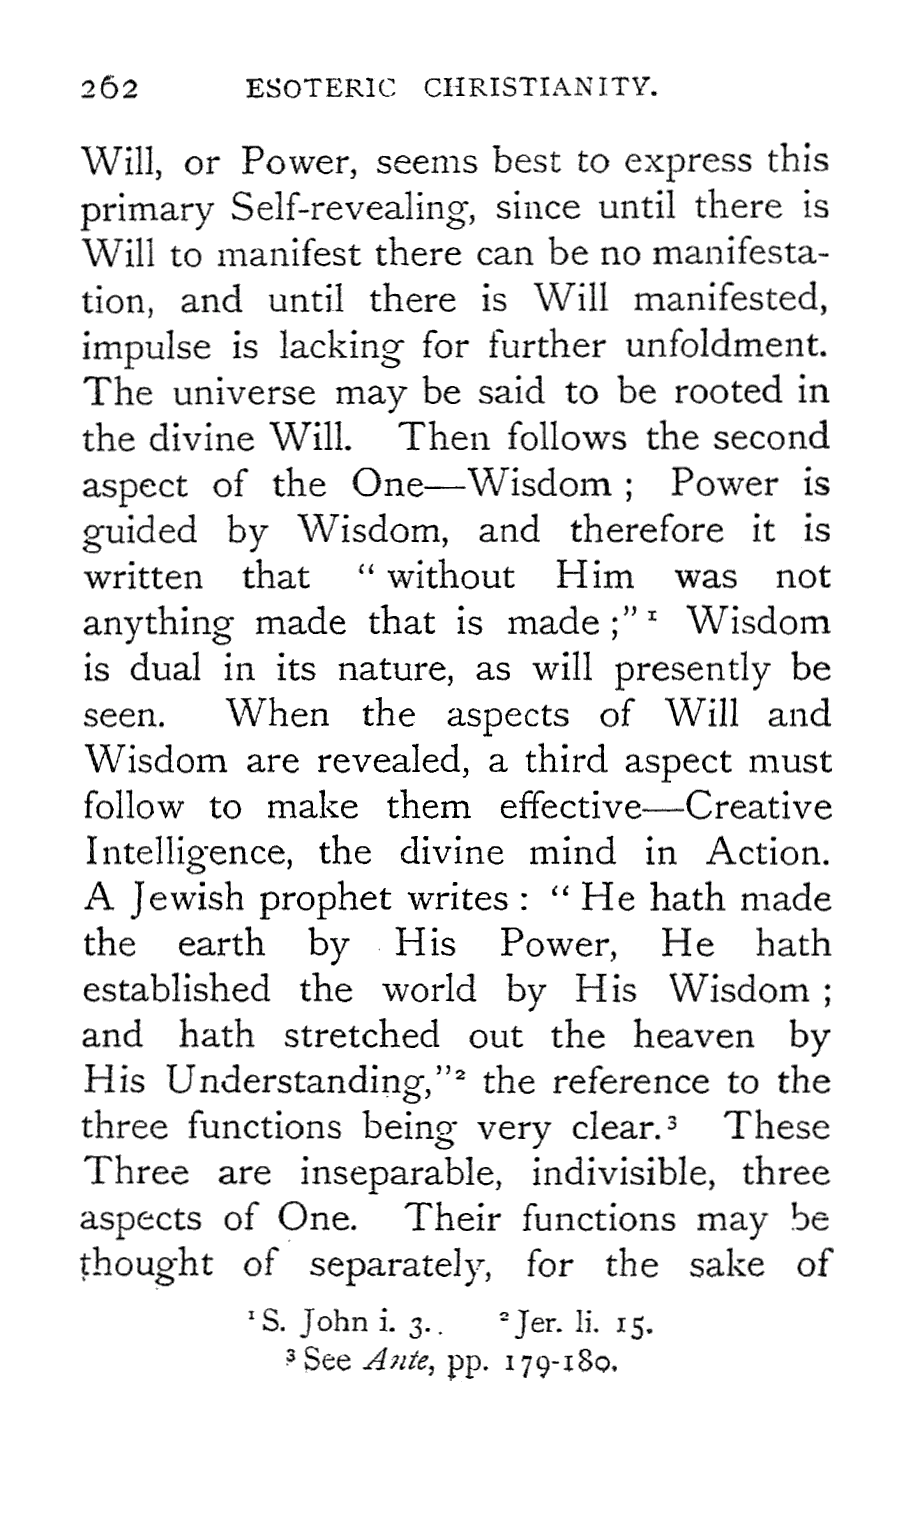 262 ESOTERIC CHRISTIANITY.
Will, or Power, seems best to express this
primary Self-revealing, since until there is
Will to manifest there can be no manifesta-
tion, and until there is Will manifested,
impulse is lacking for further unfoldment.
The universe may be said to be rooted in
the divine Will. Then follows the second
aspect of the One—Wisdom ; Power is
guided by Wisdom, and therefore it is
written that “ without Him was not
anything made that is made ;” ¹ Wisdom
is dual in its nature, as will presently be
seen. When the aspects of Will and
Wisdom are revealed, a third aspect must
follow to make them effective—Creative
Intelligence, the divine mind in Action.
A Jewish prophet writes : “ He hath made
the earth by His Power, He hath
established the world by His Wisdom ;
and hath stretched out the heaven by
His Understanding,”² the reference to the
three functions being very clear.³ These
Three are inseparable, indivisible, three
aspects of One. Their functions may be
thought of separately, for the sake of
¹ S. John i. 3. ² Jer. li. 15.
³ See Ante, pp. 179-180.